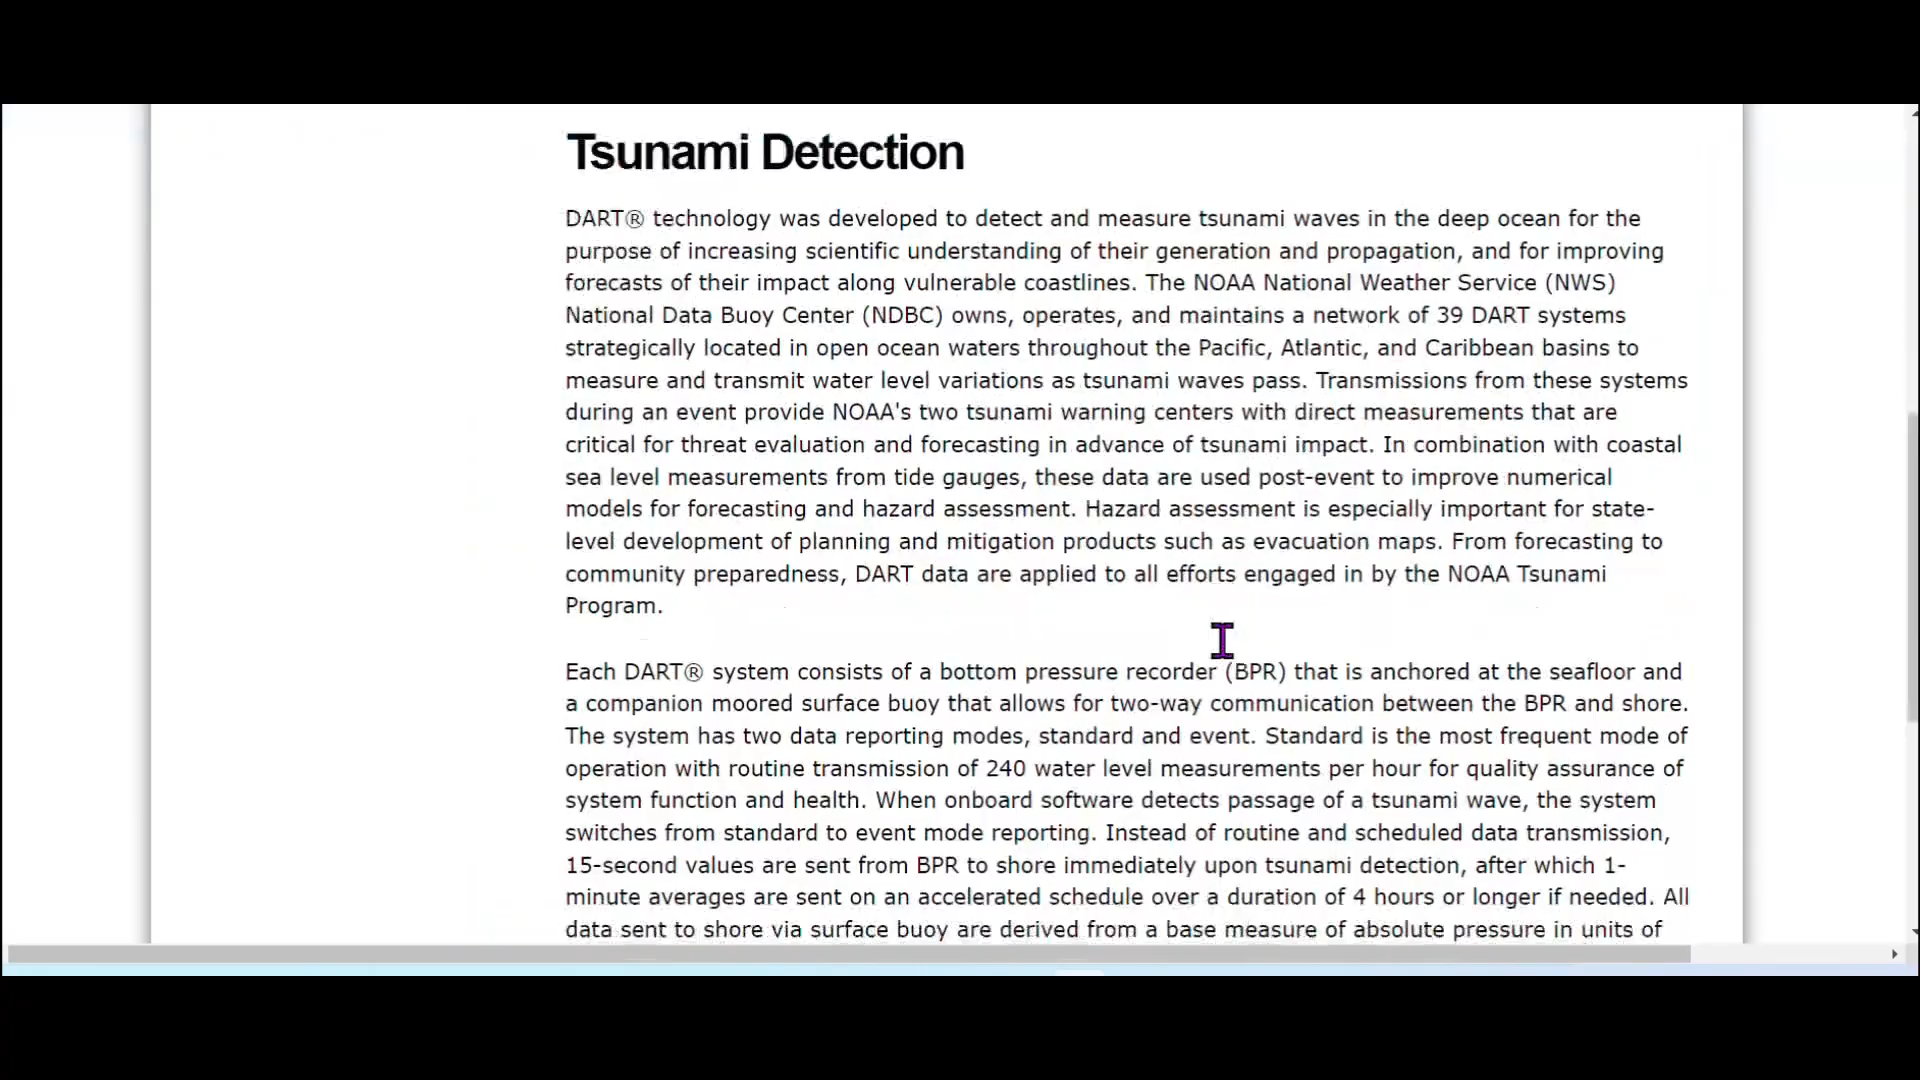 Tsunami Detection
DART® technology was developed to detect and measure tsunami waves in the deep ocean for the
purpose of increasing scientific understanding of their generation and propagation, and for improving
forecasts of their impact along vulnerable coastlines. The NOAA National Weather Service (NWS)
National Data Buoy Center (NDBC) owns, operates, and maintains a network of 39 DART systems
strategically located in open ocean waters throughout the Pacific, Atlantic, and Caribbean basins to
measure and transmit water level variations as tsunami waves pass. Transmissions from these systems
during an event provide NOAA's two tsunami warning centers with direct measurements that are
critical for threat evaluation and forecasting in advance of tsunami impact. In combination with coastal
sea level measurements from tide gauges, these data are used post-event to improve numerical
models for forecasting and hazard assessment. Hazard assessment is especially important for state-
level development of planning and mitigation products such as evacuation maps. From forecasting to
community preparedness, DART data are applied to all efforts engaged in by the NOAA Tsunami
Program.
Each DART® system consists of a bottom pressure recorder (BPR) that is anchored at the seafloor and
a companion moored surface buoy that allows for two-way communication between the BPR and shore.
The system has two data reporting modes, standard and event. Standard is the most frequent mode of
operation with routine transmission of 240 water level measurements per hour for quality assurance of
system function and health. When onboard software detects passage of a tsunami wave, the system
switches from standard to event mode reporting. Instead of routine and scheduled data transmission,
15-second values are sent from BPR to shore immediately upon tsunami detection, after which 1-
minute averages are sent on an accelerated schedule over a duration of 4 hours or longer if needed. All
data sent to shore via surface buoy are derived from a base measure of absolute pressure in units of